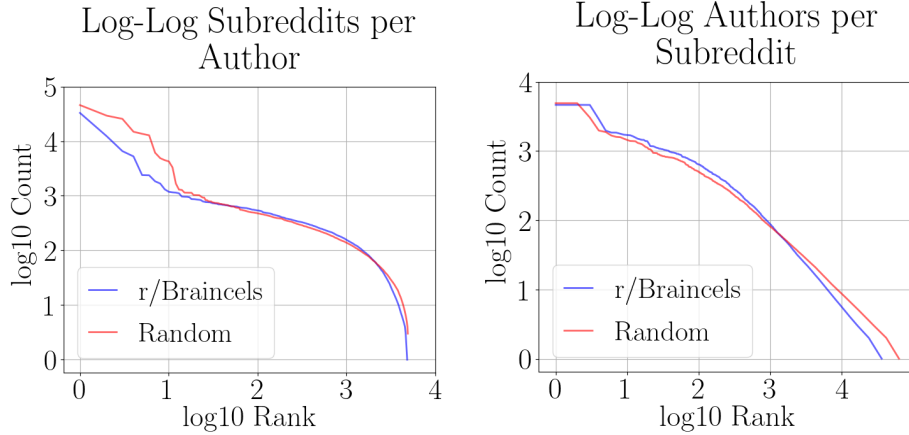 Log-Log Subreddits per
Author
log10 Count
5
4
3
2
1
0
r/Braincels
Random
0
1
2
3
4
log10 Rank
Log-Log Authors per
Subreddit
log10 Count
4
3
2
1
0
r/Braincels
Random
0
1
2
3
4
log10 Rank